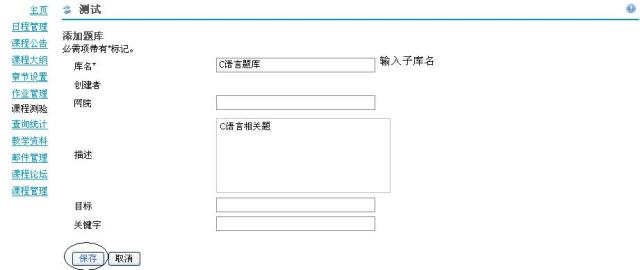 主页
日程管理
课程公告
课程大纲
章节设置
作业管理
课程测验
查询统计
教学资料
邮件管理
课程论坛
课程管理
测试
添加题库
必需项带有*标记。
库名* C语言题库 输入子库名
创建者
网院
描述 C语言相关题
目标
关键字
保存 取消